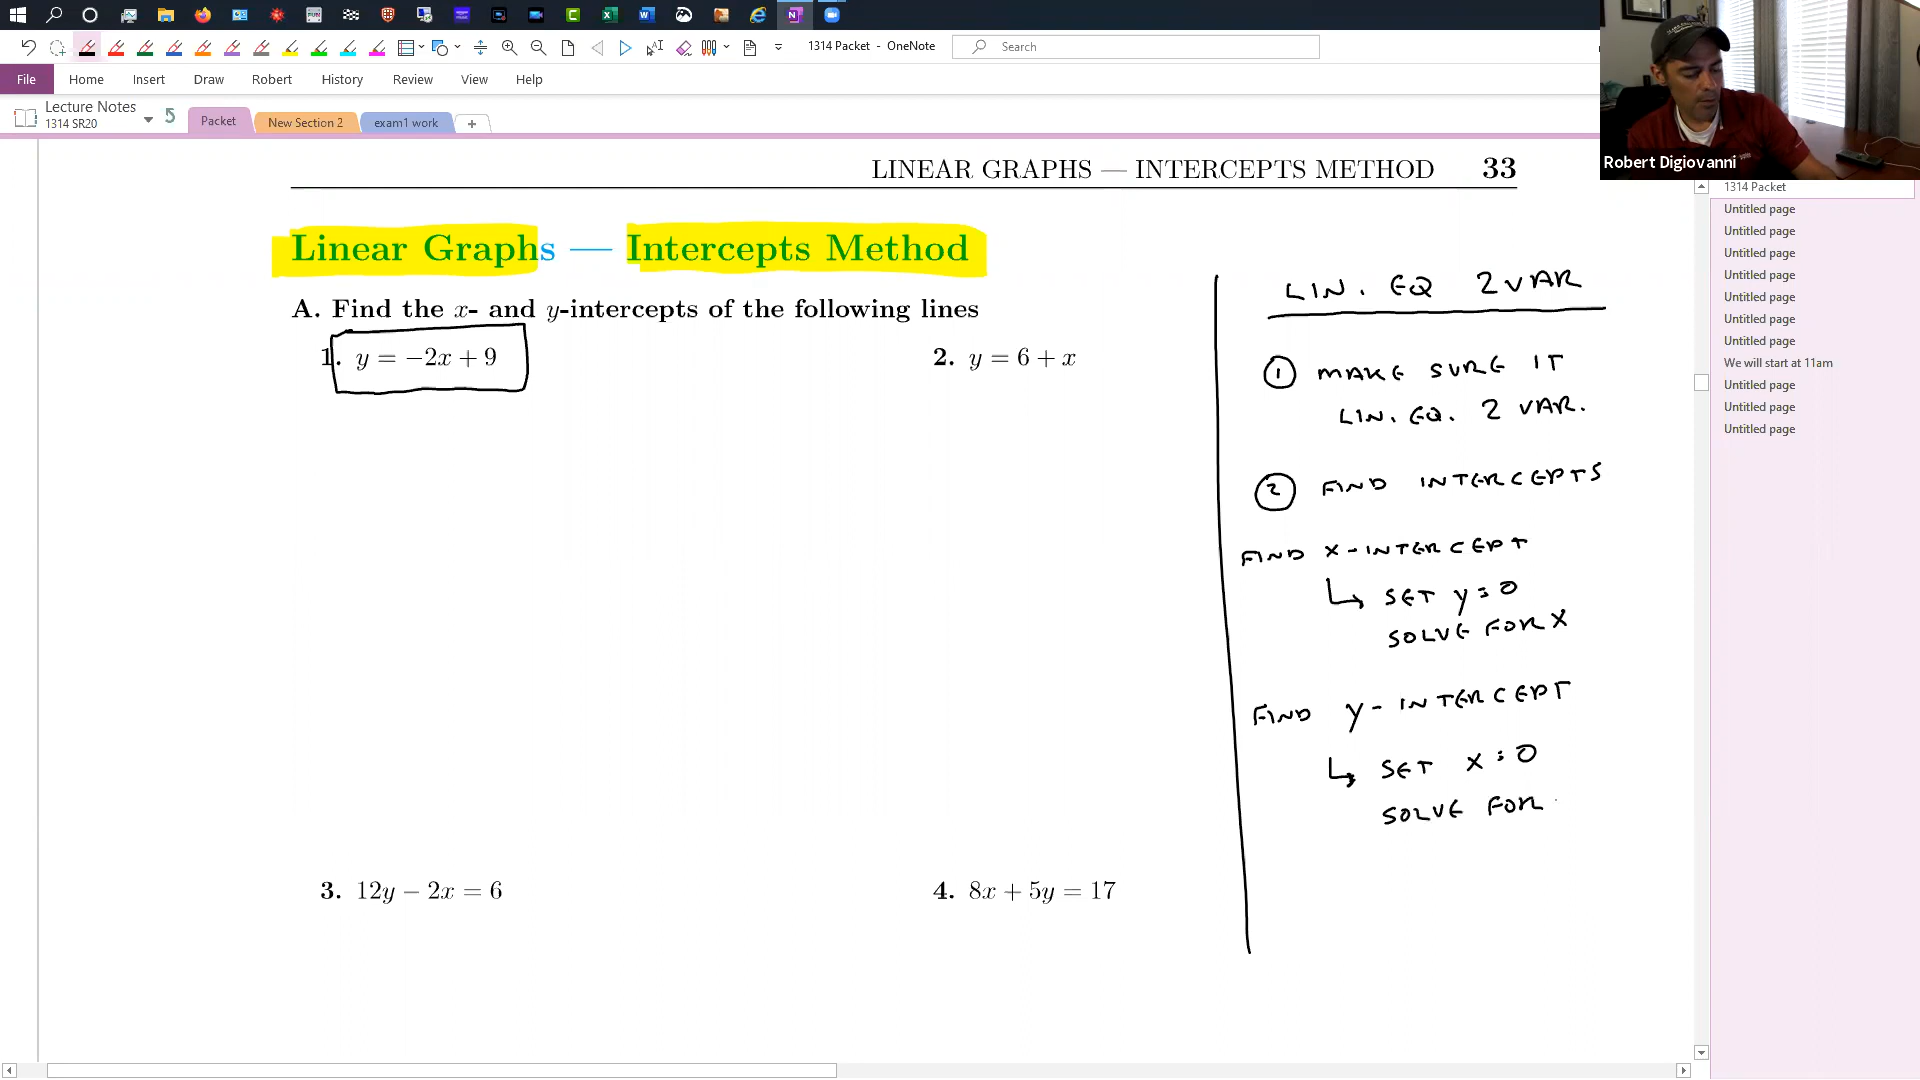 1314 Packet - OneNote
Search
File Home Insert Draw Robert History Review View Help
Lecture Notes
1314 SR20
Packet
New Section 2
exam1 work
Robert Digiovanni
1314 Packet
Untitled page
Untitled page
Untitled page
Untitled page
Untitled page
Untitled page
Untitled page
We will start at 11am
Untitled page
Untitled page
Untitled page
LINEAR GRAPHS — INTERCEPTS METHOD 33
Linear Graphs — Intercepts Method
A. Find the x- and y-intercepts of the following lines
1. y = −2x + 9
2. y = 6 + x
3. 12y − 2x = 6
4. 8x + 5y = 17
LIN. EQ 2 VAR
① MAKE SURE IT
LIN. EQ. 2 VAR.
② FIND INTERCEPTS
FIND X-INTERCEPT
↳ SET y=0
SOLVE FOR X
FIND y-INTERCEPT
↳ SET X=0
SOLVE FOR